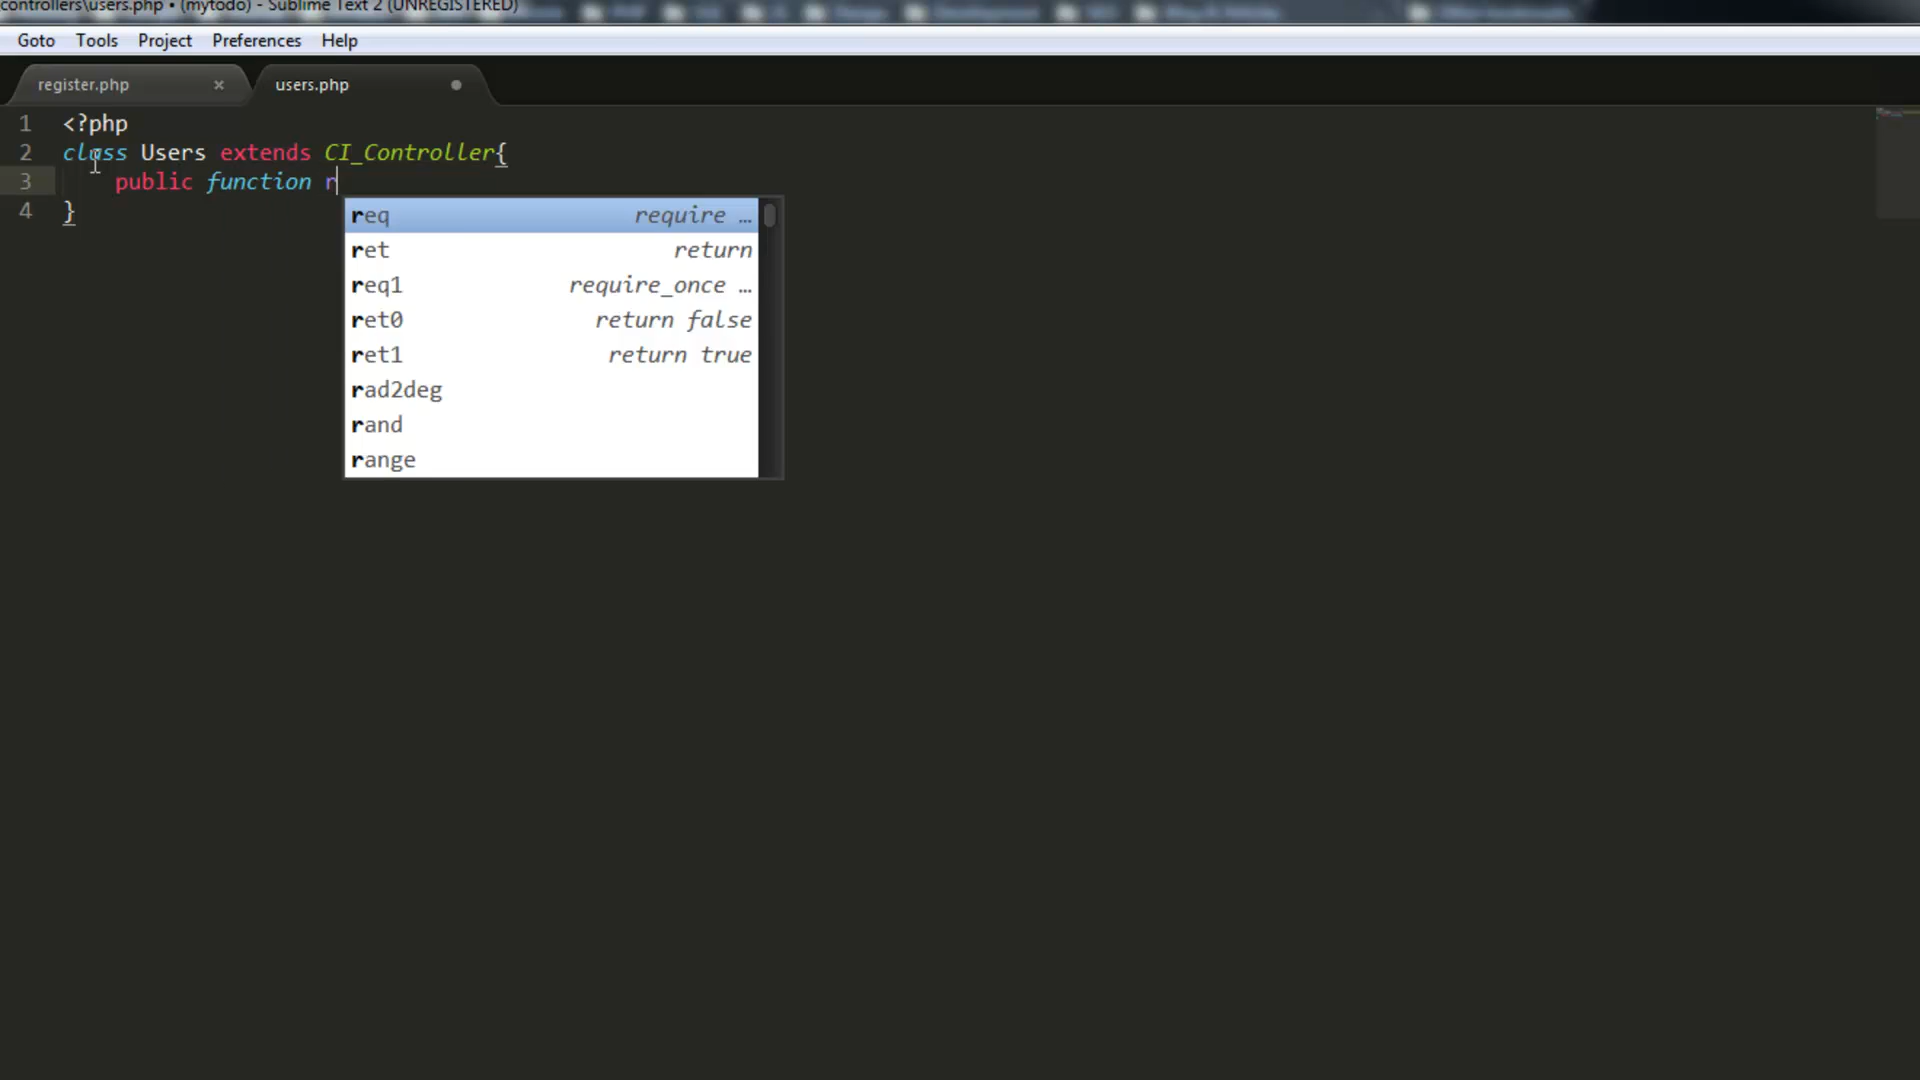 controllers\users.php • (mytodo) - Sublime Text 2 (UNREGISTERED)
Goto Tools Project Preferences Help
register.php × users.php
1 <?php
2 class Users extends CI_Controller{
3 public function r
4 }
req require …
ret return
req1 require_once …
ret0 return false
ret1 return true
rad2deg
rand
range